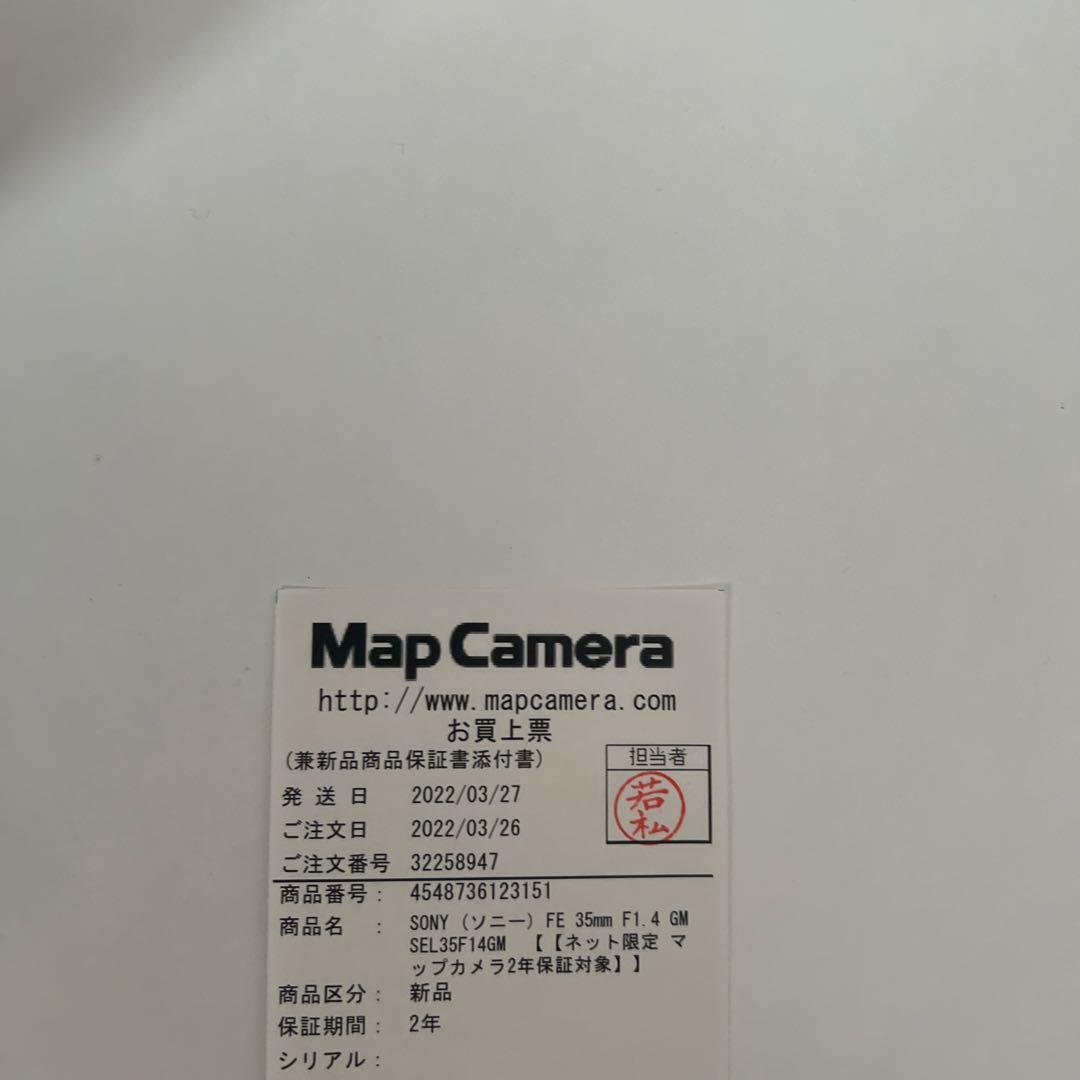 Map Camera
http://www.mapcamera.com
お買上票
(兼新品商品保証書添付書)
担当者
若松
発送日 2022/03/27
ご注文日 2022/03/26
ご注文番号 32258947
商品番号： 4548736123151
商品名 ： SONY (ソニー) FE 35mm F1.4 GM
SEL35F14GM 【【ネット限定 マ
ップカメラ2年保証対象】】
商品区分： 新品
保証期間： 2年
シリアル：